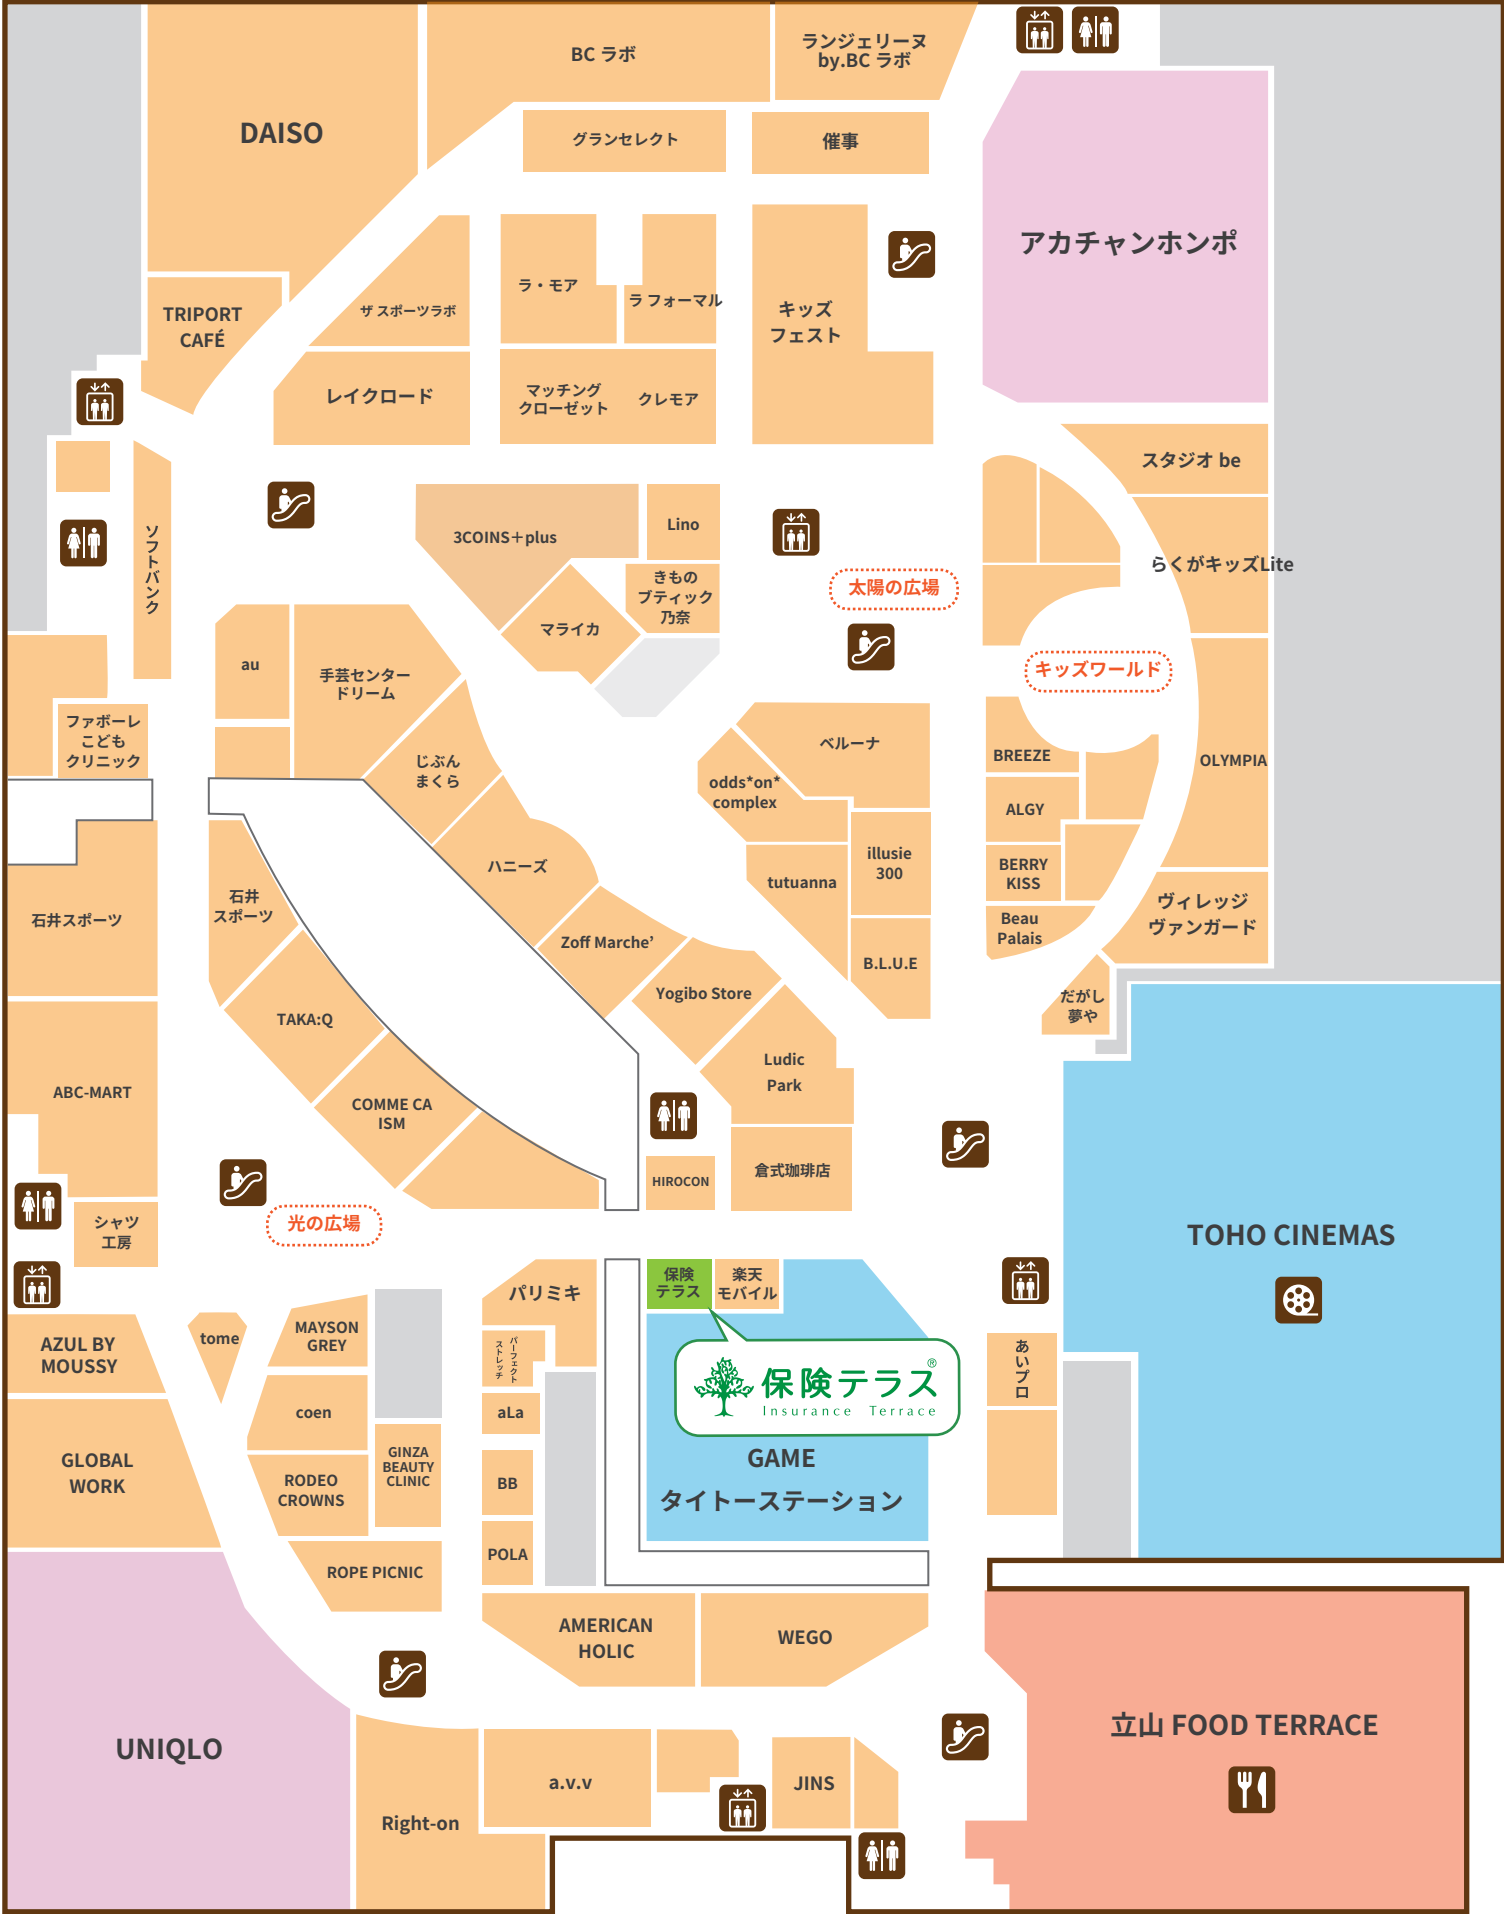 BC ラボ
ランジェリーヌ
by.BC ラボ
DAISO
グランセレクト
催事
アカチャンホンポ
ラ・モア
ラ フォーマル
キッズ
フェスト
ザ スポーツラボ
TRIPORT
CAFÉ
レイクロード
マッチング
クローゼット
クレモア
スタジオ be
3COINS＋plus
Lino
ソフトバンク
らくがキッズLite
きもの
ブティック
乃奈
太陽の広場
マライカ
キッズワールド
au
手芸センター
ドリーム
ファボーレ
こども
クリニック
じぶん
まくら
ベルーナ
BREEZE
OLYMPIA
odds*on*
complex
ALGY
ハニーズ
illusie
300
tutuanna
BERRY
KISS
ヴィレッジ
ヴァンガード
石井スポーツ
石井
スポーツ
Beau
Palais
Zoff Marche’
B.L.U.E
Yogibo Store
だがし
夢や
TAKA:Q
Ludic
Park
ABC-MART
COMME CA
ISM
HIROCON
倉式珈琲店
シャツ
工房
光の広場
TOHO CINEMAS
保険
テラス
楽天
モバイル
パリミキ
AZUL BY
MOUSSY
tome
MAYSON
GREY
パーフェクト
ストレッチ
保険テラス®
Insurance Terrace
あいプロ
coen
aLa
GLOBAL
WORK
GINZA
BEAUTY
CLINIC
RODEO
CROWNS
BB
GAME
タイトーステーション
POLA
ROPE PICNIC
AMERICAN
HOLIC
WEGO
UNIQLO
立山 FOOD TERRACE
a.v.v
JINS
Right-on